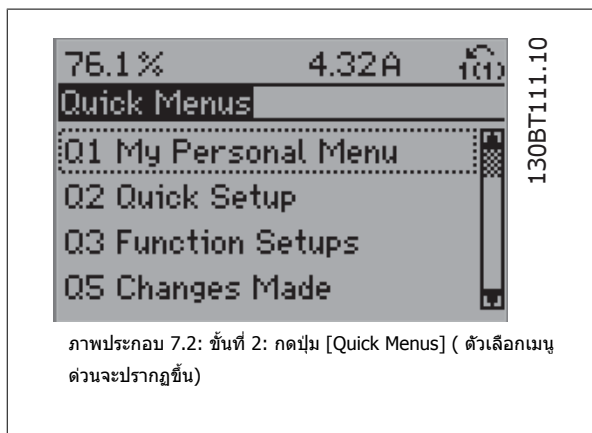 76.1% 4.32A 1(1)
Quick Menus
Q1 My Personal Menu
Q2 Quick Setup
Q3 Function Setups
Q5 Changes Made
130BT111.10
ภาพประกอบ 7.2: ขั้นที่ 2: กดปุ่ม [Quick Menus] ( ตัวเลือกเมนู
ด่วนจะปรากฏขึ้น)